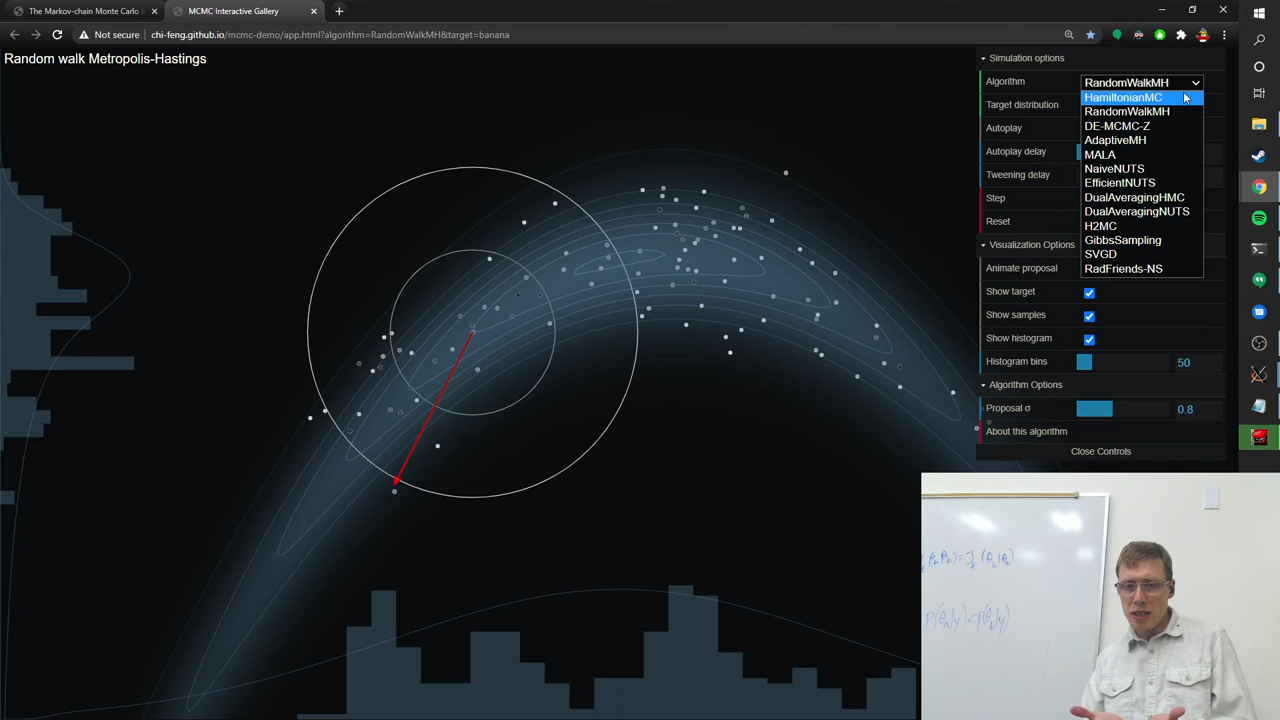 The Markov-chain Monte Carlo I
MCMC Interactive Gallery
Not secure
chi-feng.github.io/mcmc-demo/app.html?algorithm=RandomWalkMH&target=banana
Random walk Metropolis-Hastings
Simulation options
Algorithm RandomWalkMH
HamiltonianMC
RandomWalkMH
DE-MCMC-Z
AdaptiveMH
MALA
NaiveNUTS
EfficientNUTS
DualAveragingHMC
DualAveragingNUTS
H2MC
GibbsSampling
SVGD
RadFriends-NS
Target distribution
Autoplay
Autoplay delay
Tweening delay
Step
Reset
Visualization Options
Animate proposal
Show target
Show samples
Show histogram
Histogram bins 50
Algorithm Options
Proposal σ 0.8
About this algorithm
Close Controls
p(θₐ|y) < p(θ_b|y)